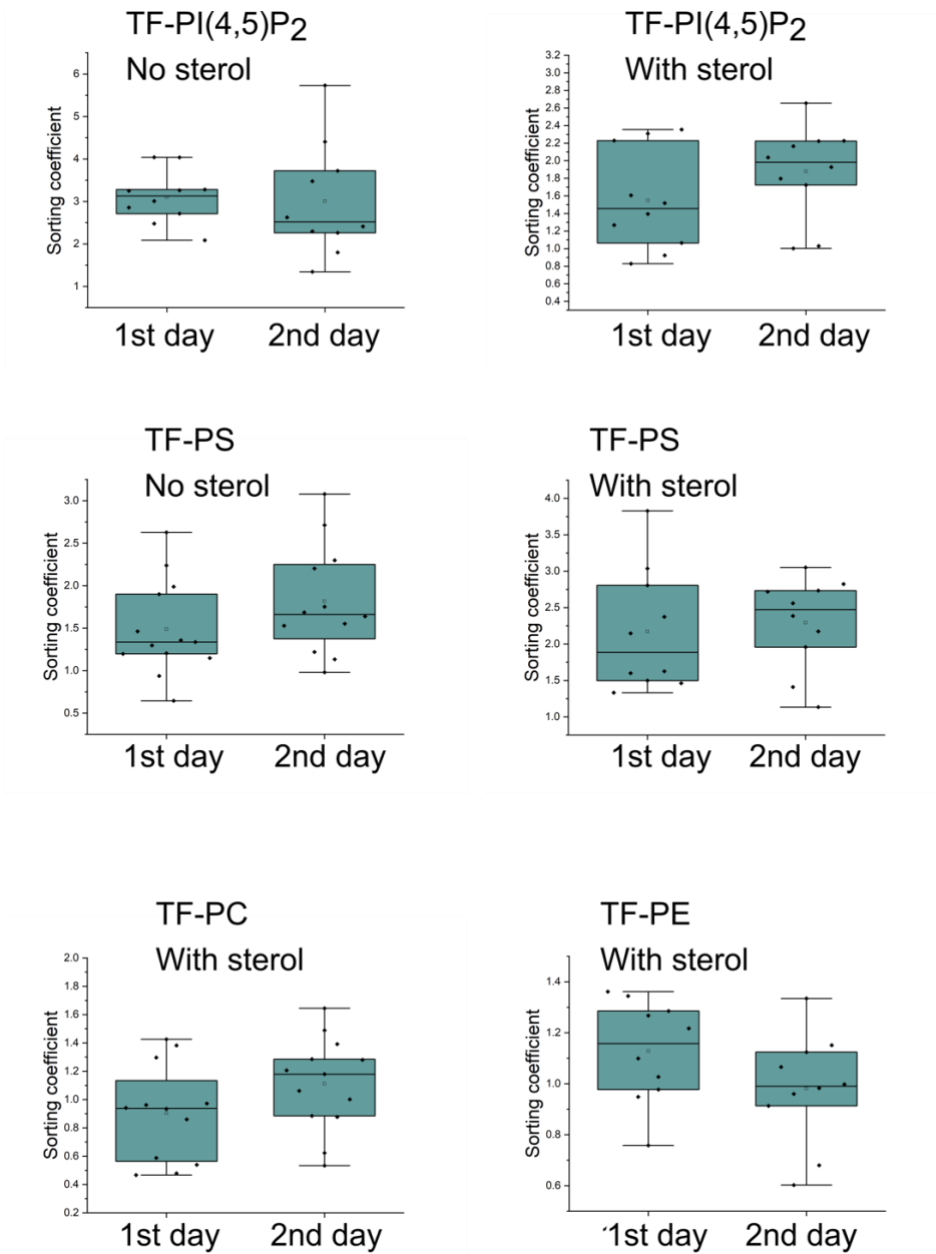 TF-PI(4,5)P2
No sterol
Sorting coefficient
6
5
4
3
2
1
1st day 2nd day
TF-PI(4,5)P2
With sterol
Sorting coefficient
3.2
3.0
2.8
2.6
2.4
2.2
2.0
1.8
1.6
1.4
1.2
1.0
0.8
0.6
0.4
1st day 2nd day
TF-PS
No sterol
Sorting coefficient
3.0
2.5
2.0
1.5
1.0
0.5
1st day 2nd day
TF-PS
With sterol
Sorting coefficient
4.0
3.5
3.0
2.5
2.0
1.5
1.0
1st day 2nd day
TF-PC
With sterol
Sorting coefficient
2.0
1.8
1.6
1.4
1.2
1.0
0.8
0.6
0.4
0.2
1st day 2nd day
TF-PE
With sterol
Sorting coefficient
1.4
1.2
1.0
0.8
0.6
1st day 2nd day